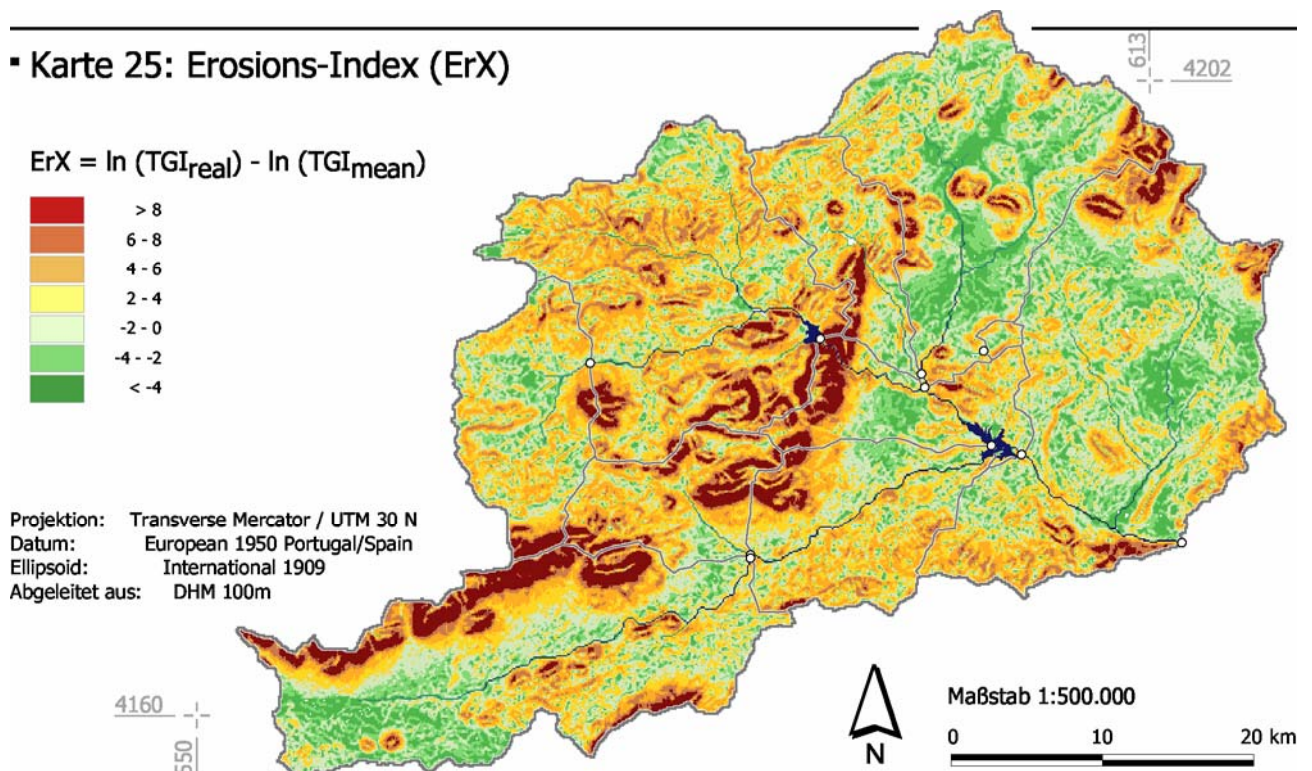 ▪ Karte 25: Erosions-Index (ErX)
613
4202
ErX = ln (TGIreal) - ln (TGImean)
> 8
6 - 8
4 - 6
2 - 4
-2 - 0
-4 - -2
< -4
Projektion: Transverse Mercator / UTM 30 N
Datum: European 1950 Portugal/Spain
Ellipsoid: International 1909
Abgeleitet aus: DHM 100m
4160
550
N
Maßstab 1:500.000
0 10 20 km